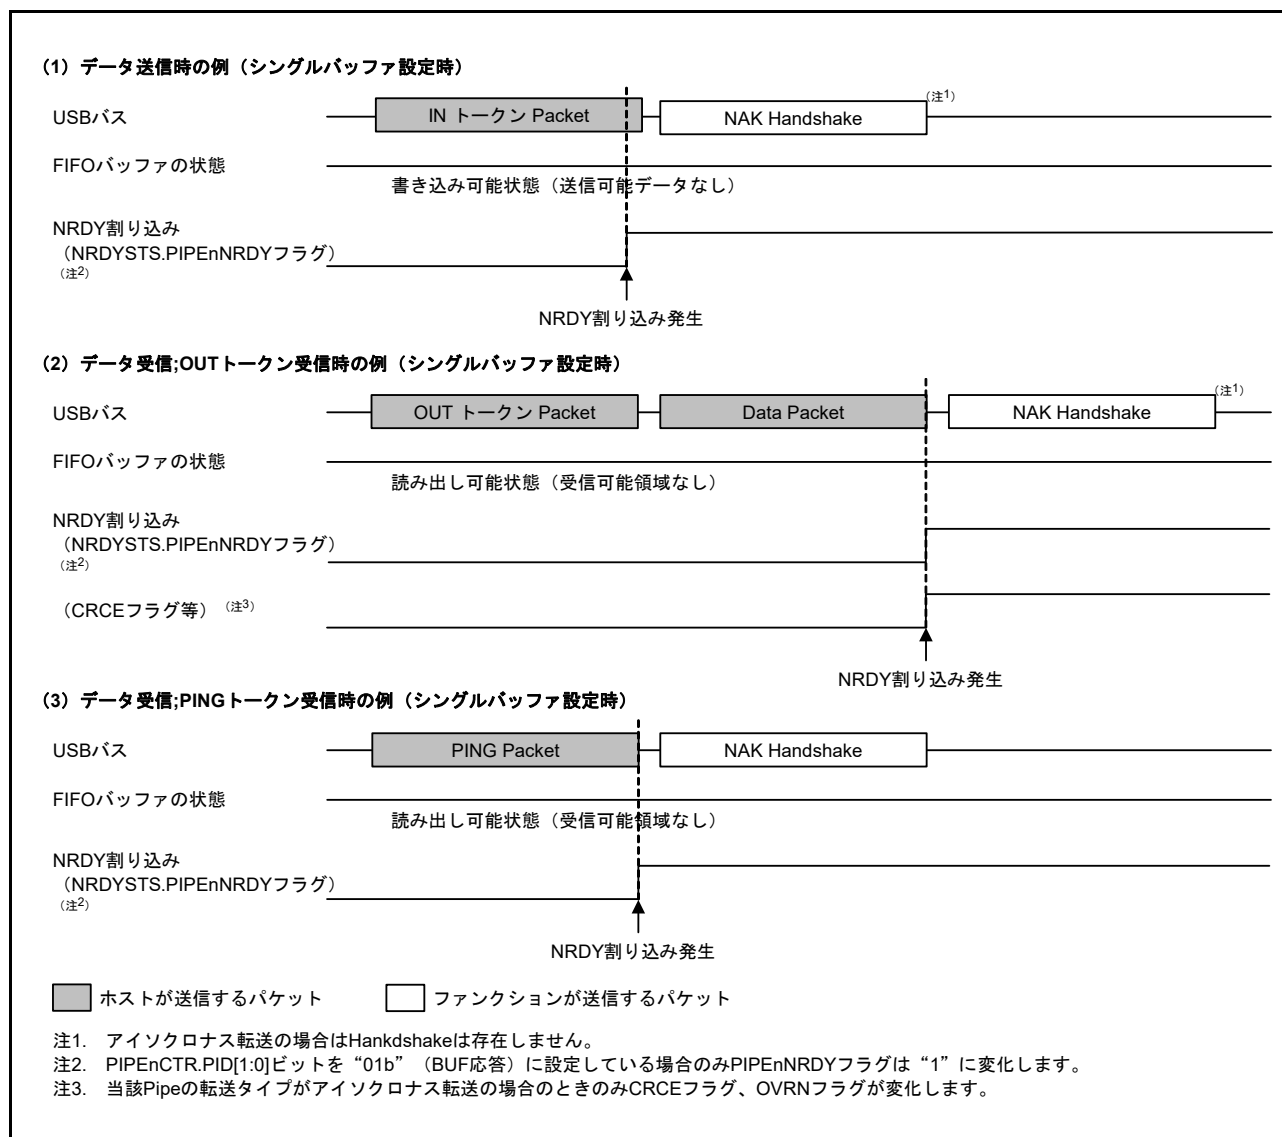 （1）データ送信時の例（シングルバッファ設定時）
USBバス
IN トークン Packet
NAK Handshake
（注1）
FIFOバッファの状態
書き込み可能状態（送信可能データなし）
NRDY割り込み
（NRDYSTS.PIPEnNRDYフラグ）
（注2）
NRDY割り込み発生
（2）データ受信;OUTトークン受信時の例（シングルバッファ設定時）
USBバス
OUT トークン Packet
Data Packet
NAK Handshake
（注1）
FIFOバッファの状態
読み出し可能状態（受信可能領域なし）
NRDY割り込み
（NRDYSTS.PIPEnNRDYフラグ）
（注2）
（CRCEフラグ等）（注3）
NRDY割り込み発生
（3）データ受信;PINGトークン受信時の例（シングルバッファ設定時）
USBバス
PING Packet
NAK Handshake
FIFOバッファの状態
読み出し可能状態（受信可能領域なし）
NRDY割り込み
（NRDYSTS.PIPEnNRDYフラグ）
（注2）
NRDY割り込み発生
ホストが送信するパケット
ファンクションが送信するパケット
注1. アイソクロナス転送の場合はHankdshakeは存在しません。
注2. PIPEnCTR.PID[1:0]ビットを“01b”（BUF応答）に設定している場合のみPIPEnNRDYフラグは“1”に変化します。
注3. 当該Pipeの転送タイプがアイソクロナス転送の場合のときのみCRCEフラグ、OVRNフラグが変化します。